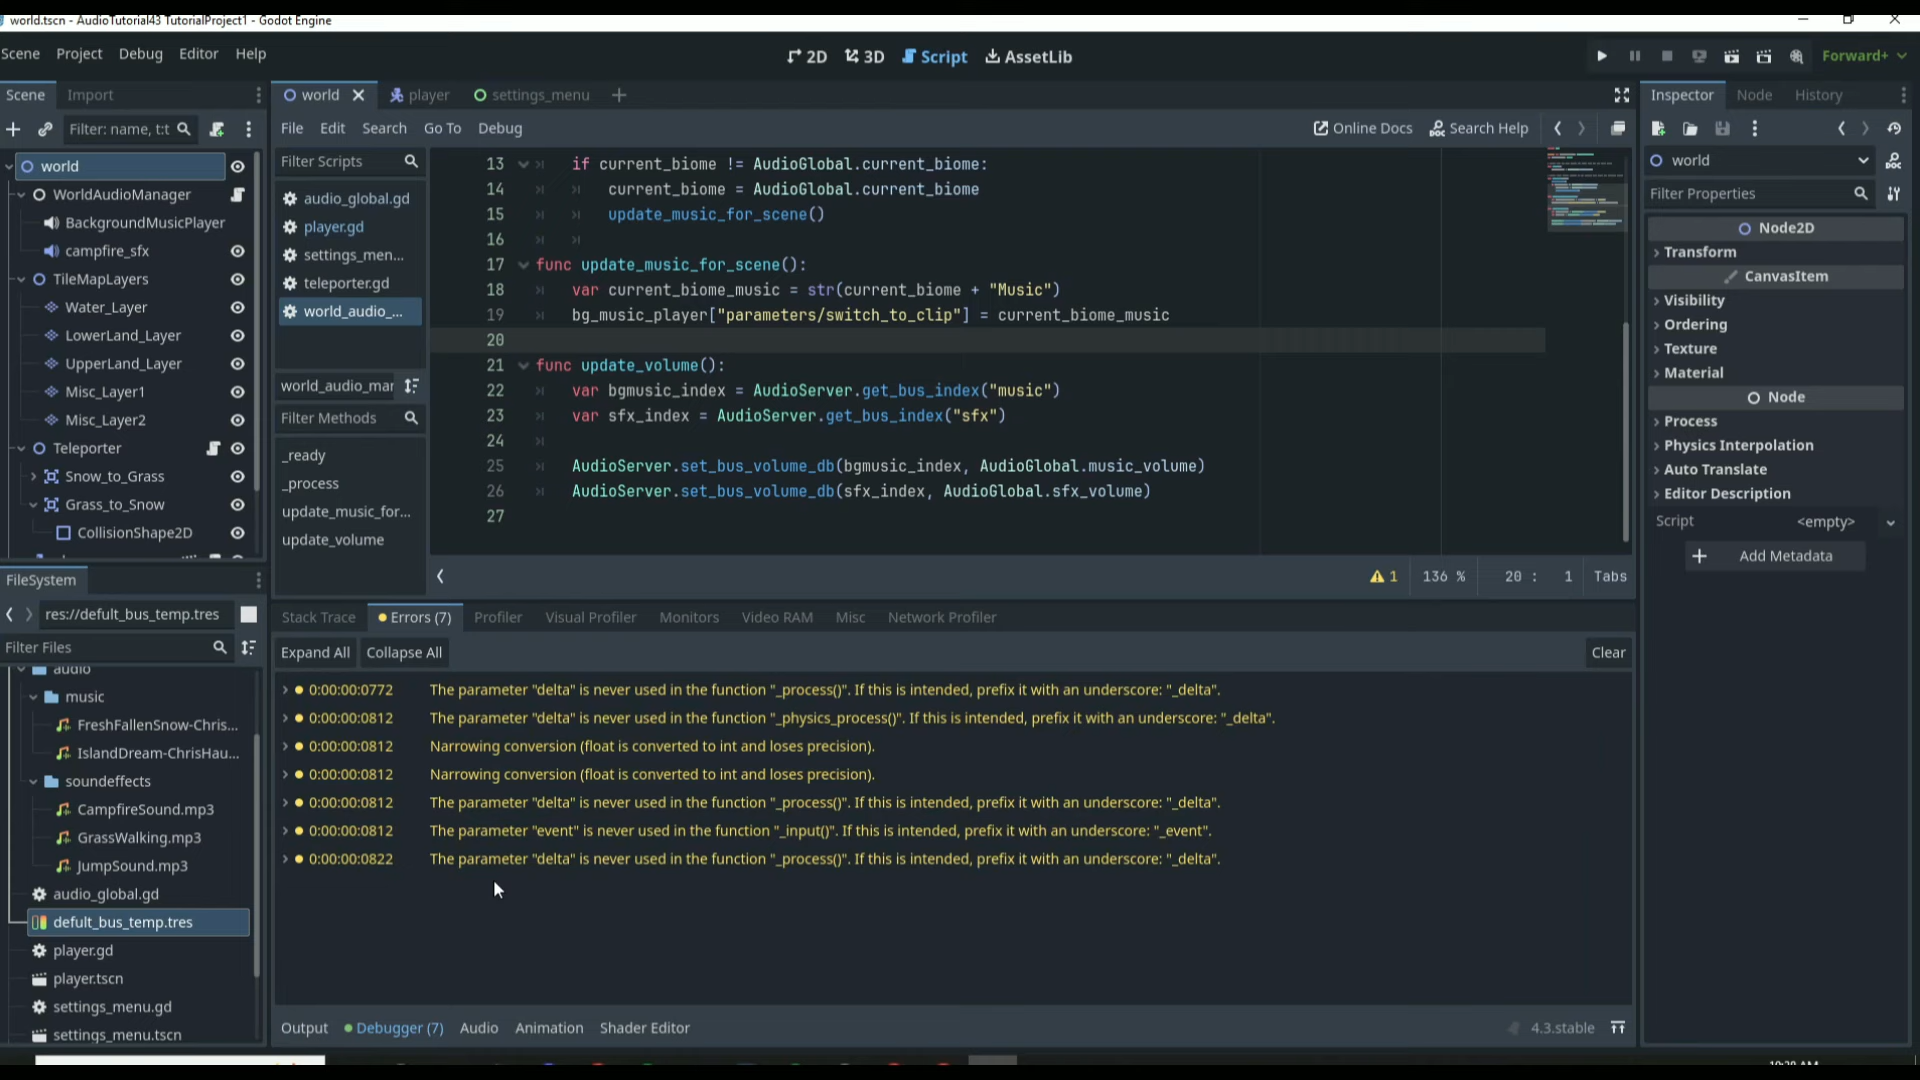 world.tscn - AudioTutorial43 TutorialProject1 - Godot Engine
Scene Project Debug Editor Help
2D 3D Script AssetLib
Forward+
Scene Import
world player settings_menu
Inspector Node History
Filter: name, t:t
File Edit Search Go To Debug
Online Docs Search Help
world
WorldAudioManager
BackgroundMusicPlayer
campfire_sfx
TileMapLayers
Water_Layer
LowerLand_Layer
UpperLand_Layer
Misc_Layer1
Misc_Layer2
Teleporter
Snow_to_Grass
Grass_to_Snow
CollisionShape2D
Filter Scripts
audio_global.gd
player.gd
settings_men...
teleporter.gd
world_audio_...
world_audio_mar
Filter Methods
_ready
_process
update_music_for...
update_volume
13 if current_biome != AudioGlobal.current_biome:
14 current_biome = AudioGlobal.current_biome
15 update_music_for_scene()
16
17 func update_music_for_scene():
18 var current_biome_music = str(current_biome + "Music")
19 bg_music_player["parameters/switch_to_clip"] = current_biome_music
20
21 func update_volume():
22 var bgmusic_index = AudioServer.get_bus_index("music")
23 var sfx_index = AudioServer.get_bus_index("sfx")
24
25 AudioServer.set_bus_volume_db(bgmusic_index, AudioGlobal.music_volume)
26 AudioServer.set_bus_volume_db(sfx_index, AudioGlobal.sfx_volume)
27
1 136 % 20 : 1 Tabs
world
Filter Properties
Node2D
Transform
CanvasItem
Visibility
Ordering
Texture
Material
Node
Process
Physics Interpolation
Auto Translate
Editor Description
Script <empty>
Add Metadata
FileSystem
res://defult_bus_temp.tres
Filter Files
audio
music
FreshFallenSnow-Chris...
IslandDream-ChrisHau...
soundeffects
CampfireSound.mp3
GrassWalking.mp3
JumpSound.mp3
audio_global.gd
defult_bus_temp.tres
player.gd
player.tscn
settings_menu.gd
settings_menu.tscn
Stack Trace Errors (7) Profiler Visual Profiler Monitors Video RAM Misc Network Profiler
Expand All Collapse All Clear
0:00:00:0772 The parameter "delta" is never used in the function "_process()". If this is intended, prefix it with an underscore: "_delta".
0:00:00:0812 The parameter "delta" is never used in the function "_physics_process()". If this is intended, prefix it with an underscore: "_delta".
0:00:00:0812 Narrowing conversion (float is converted to int and loses precision).
0:00:00:0812 Narrowing conversion (float is converted to int and loses precision).
0:00:00:0812 The parameter "delta" is never used in the function "_process()". If this is intended, prefix it with an underscore: "_delta".
0:00:00:0812 The parameter "event" is never used in the function "_input()". If this is intended, prefix it with an underscore: "_event".
0:00:00:0822 The parameter "delta" is never used in the function "_process()". If this is intended, prefix it with an underscore: "_delta".
Output Debugger (7) Audio Animation Shader Editor
4.3.stable